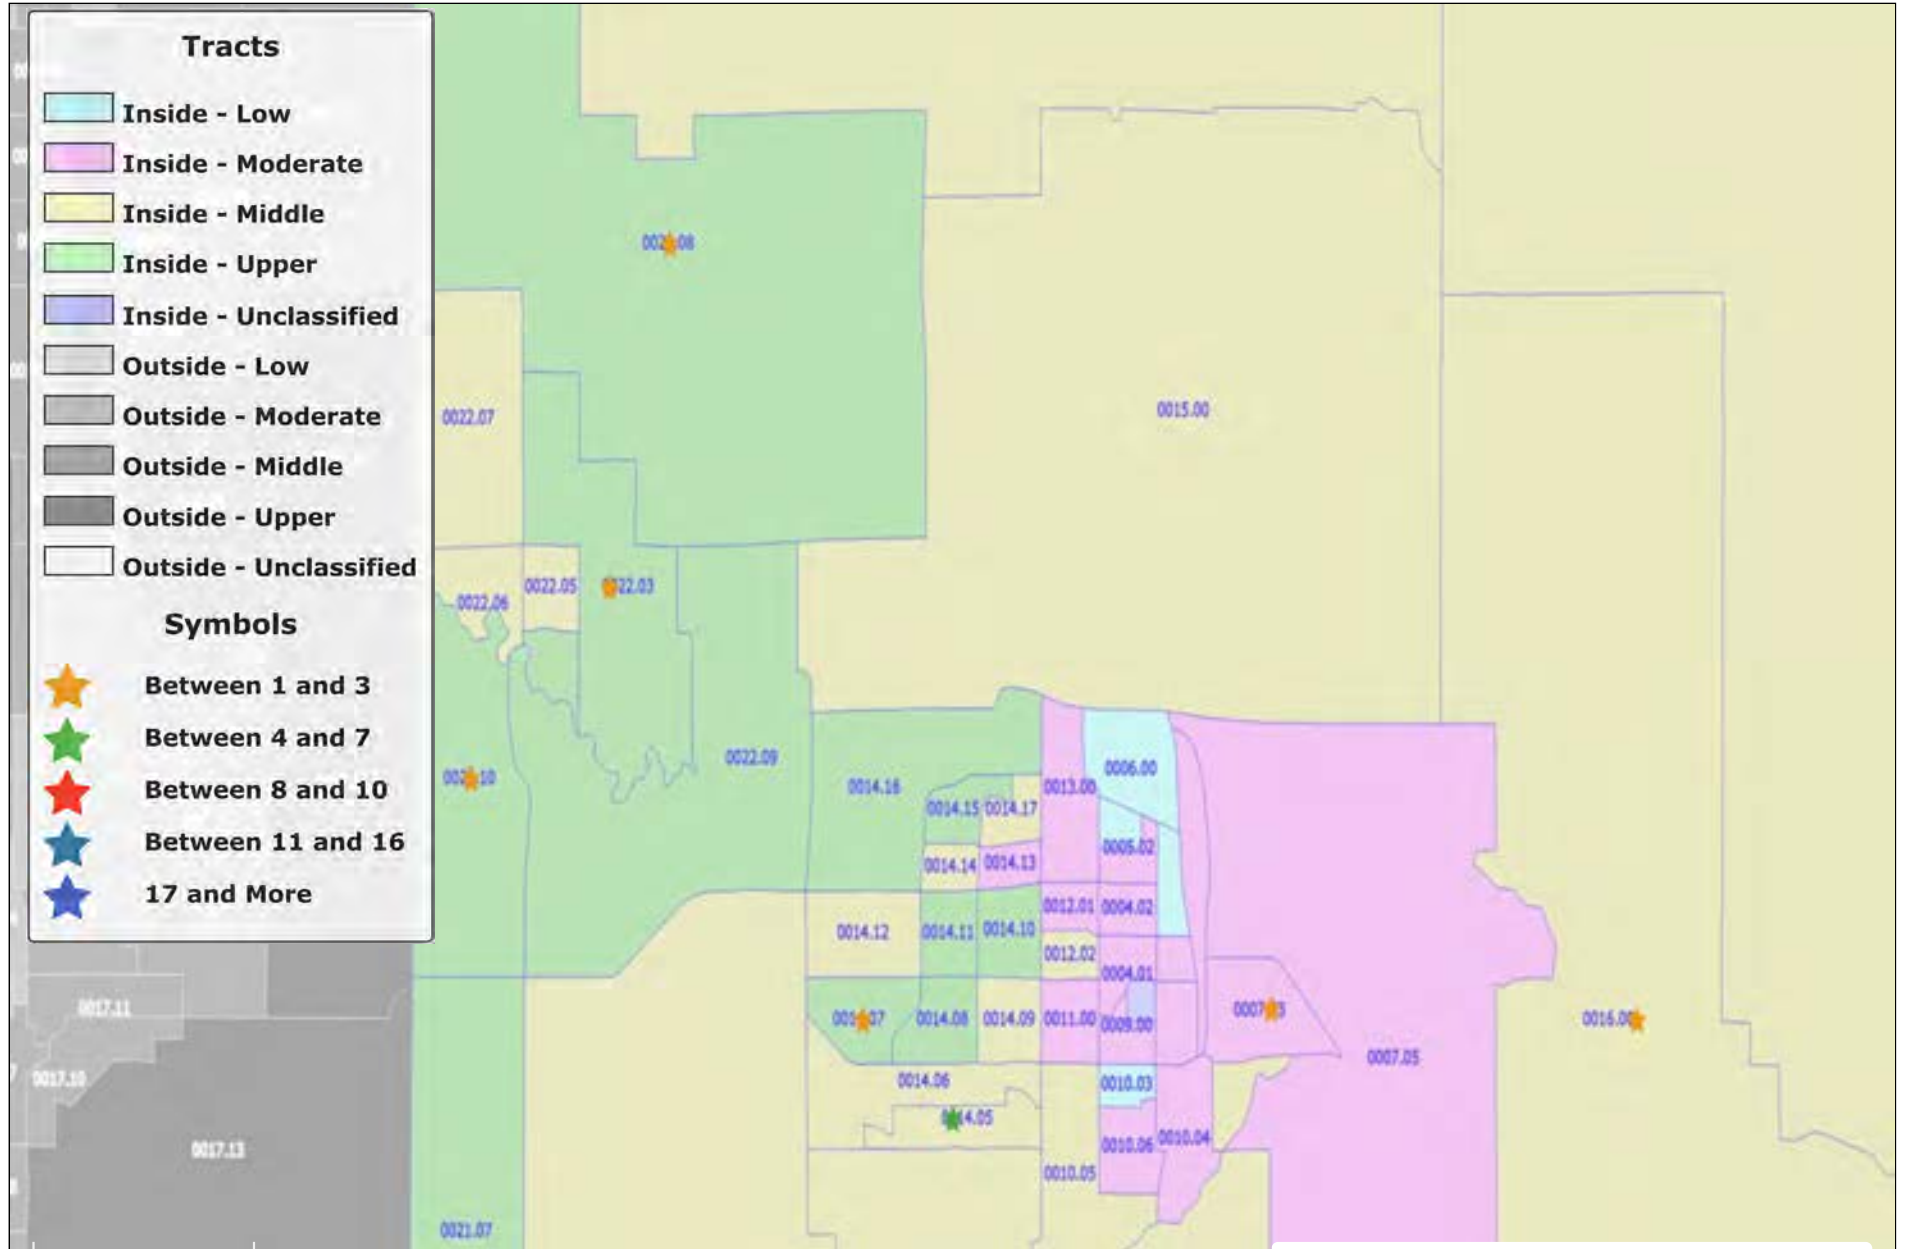 Tracts
Inside - Low
Inside - Moderate
Inside - Middle
Inside - Upper
Inside - Unclassified
Outside - Low
Outside - Moderate
Outside - Middle
Outside - Upper
Outside - Unclassified
Symbols
Between 1 and 3
Between 4 and 7
Between 8 and 10
Between 11 and 16
17 and More
0015.00
0022.07
0022.05
22.03
0022.06
0022.09
0006.00
0014.16
0013.00
0014.15
0014.17
0005.02
0014.14
0014.13
0012.01
0004.02
0014.12
0014.11
0014.10
0012.02
0004.01
0017.11
0014.08
0014.09
0011.00
0009.00
0007.05
0017.10
0014.06
0010.03
0017.13
0010.06
0010.04
0010.05
0021.07